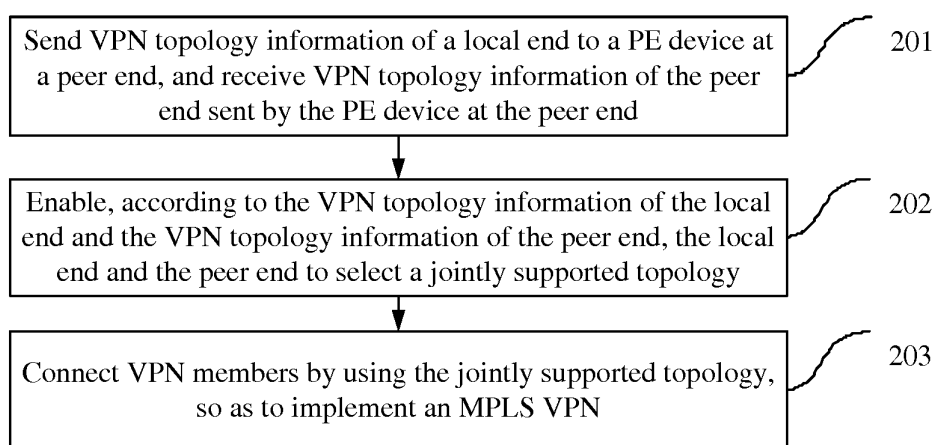 Send VPN topology information of a local end to a PE device at
a peer end, and receive VPN topology information of the peer
end sent by the PE device at the peer end
201
Enable, according to the VPN topology information of the local
end and the VPN topology information of the peer end, the local
end and the peer end to select a jointly supported topology
202
Connect VPN members by using the jointly supported topology,
so as to implement an MPLS VPN
203